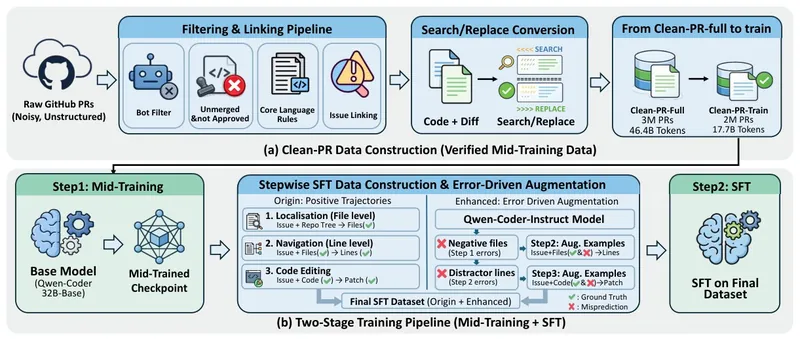 Filtering & Linking Pipeline
Raw GitHub PRs
(Noisy, Unstructured)
Bot Filter
Unmerged
&not Approved
Core Language
Rules
Issue Linking
Search/Replace Conversion
<<<< SEARCH
>>>> REPLACE
Code + Diff
Search/Replace
From Clean-PR-full to train
Clean-PR-Full
3M PRs
46.4B Tokens
Clean-PR-Train
2M PRs
17.7B Tokens
(a) Clean-PR Data Construction (Verified Mid-Training Data)
Step1: Mid-Training
Base Model
(Qwen-Coder
32B-Base)
Mid-Trained
Checkpoint
Stepwise SFT Data Construction & Error-Driven Augmentation
Origin: Positive Trajectories
1. Localisation (File level)
Issue + Repo Tree → Files(✓)
2. Navigation (Line level)
Issue + Files(✓) → Lines (✓)
3. Code Editing
Issue + Code (✓) → Patch (✓)
Enhanced: Error Driven Augmentation
Qwen-Coder-Instruct Model
❌ Negative files
(Step 1 errors)
Step2: Aug. Examples
Issue+Files(✓&❌)→Lines
❌ Distractor lines
(Step 2 errors)
Step3: Aug. Examples
Issue+Code(✓&❌)→Patch
Final SFT Dataset (Origin + Enhanced)
✓: Ground Truth
❌: Misprediction
Step2: SFT
SFT on Final
Dataset
(b) Two-Stage Training Pipeline (Mid-Training + SFT)